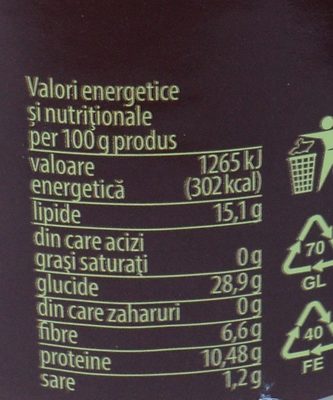 Valori energetice
și nutriționale
per 100 g produs
valoare 1265 kJ
energetică (302 kcal)
lipide 15,1 g
din care acizi
grași saturați 0 g
glucide 28,9 g
din care zaharuri 0 g
fibre 6,6 g
proteine 10,48 g
sare 1,2 g
70
GL
40
FE